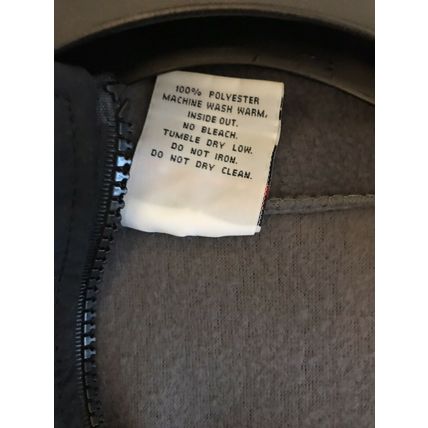 100% POLYESTER
MACHINE WASH WARM,
INSIDE OUT.
NO BLEACH.
TUMBLE DRY LOW.
DO NOT IRON.
DO NOT DRY CLEAN.